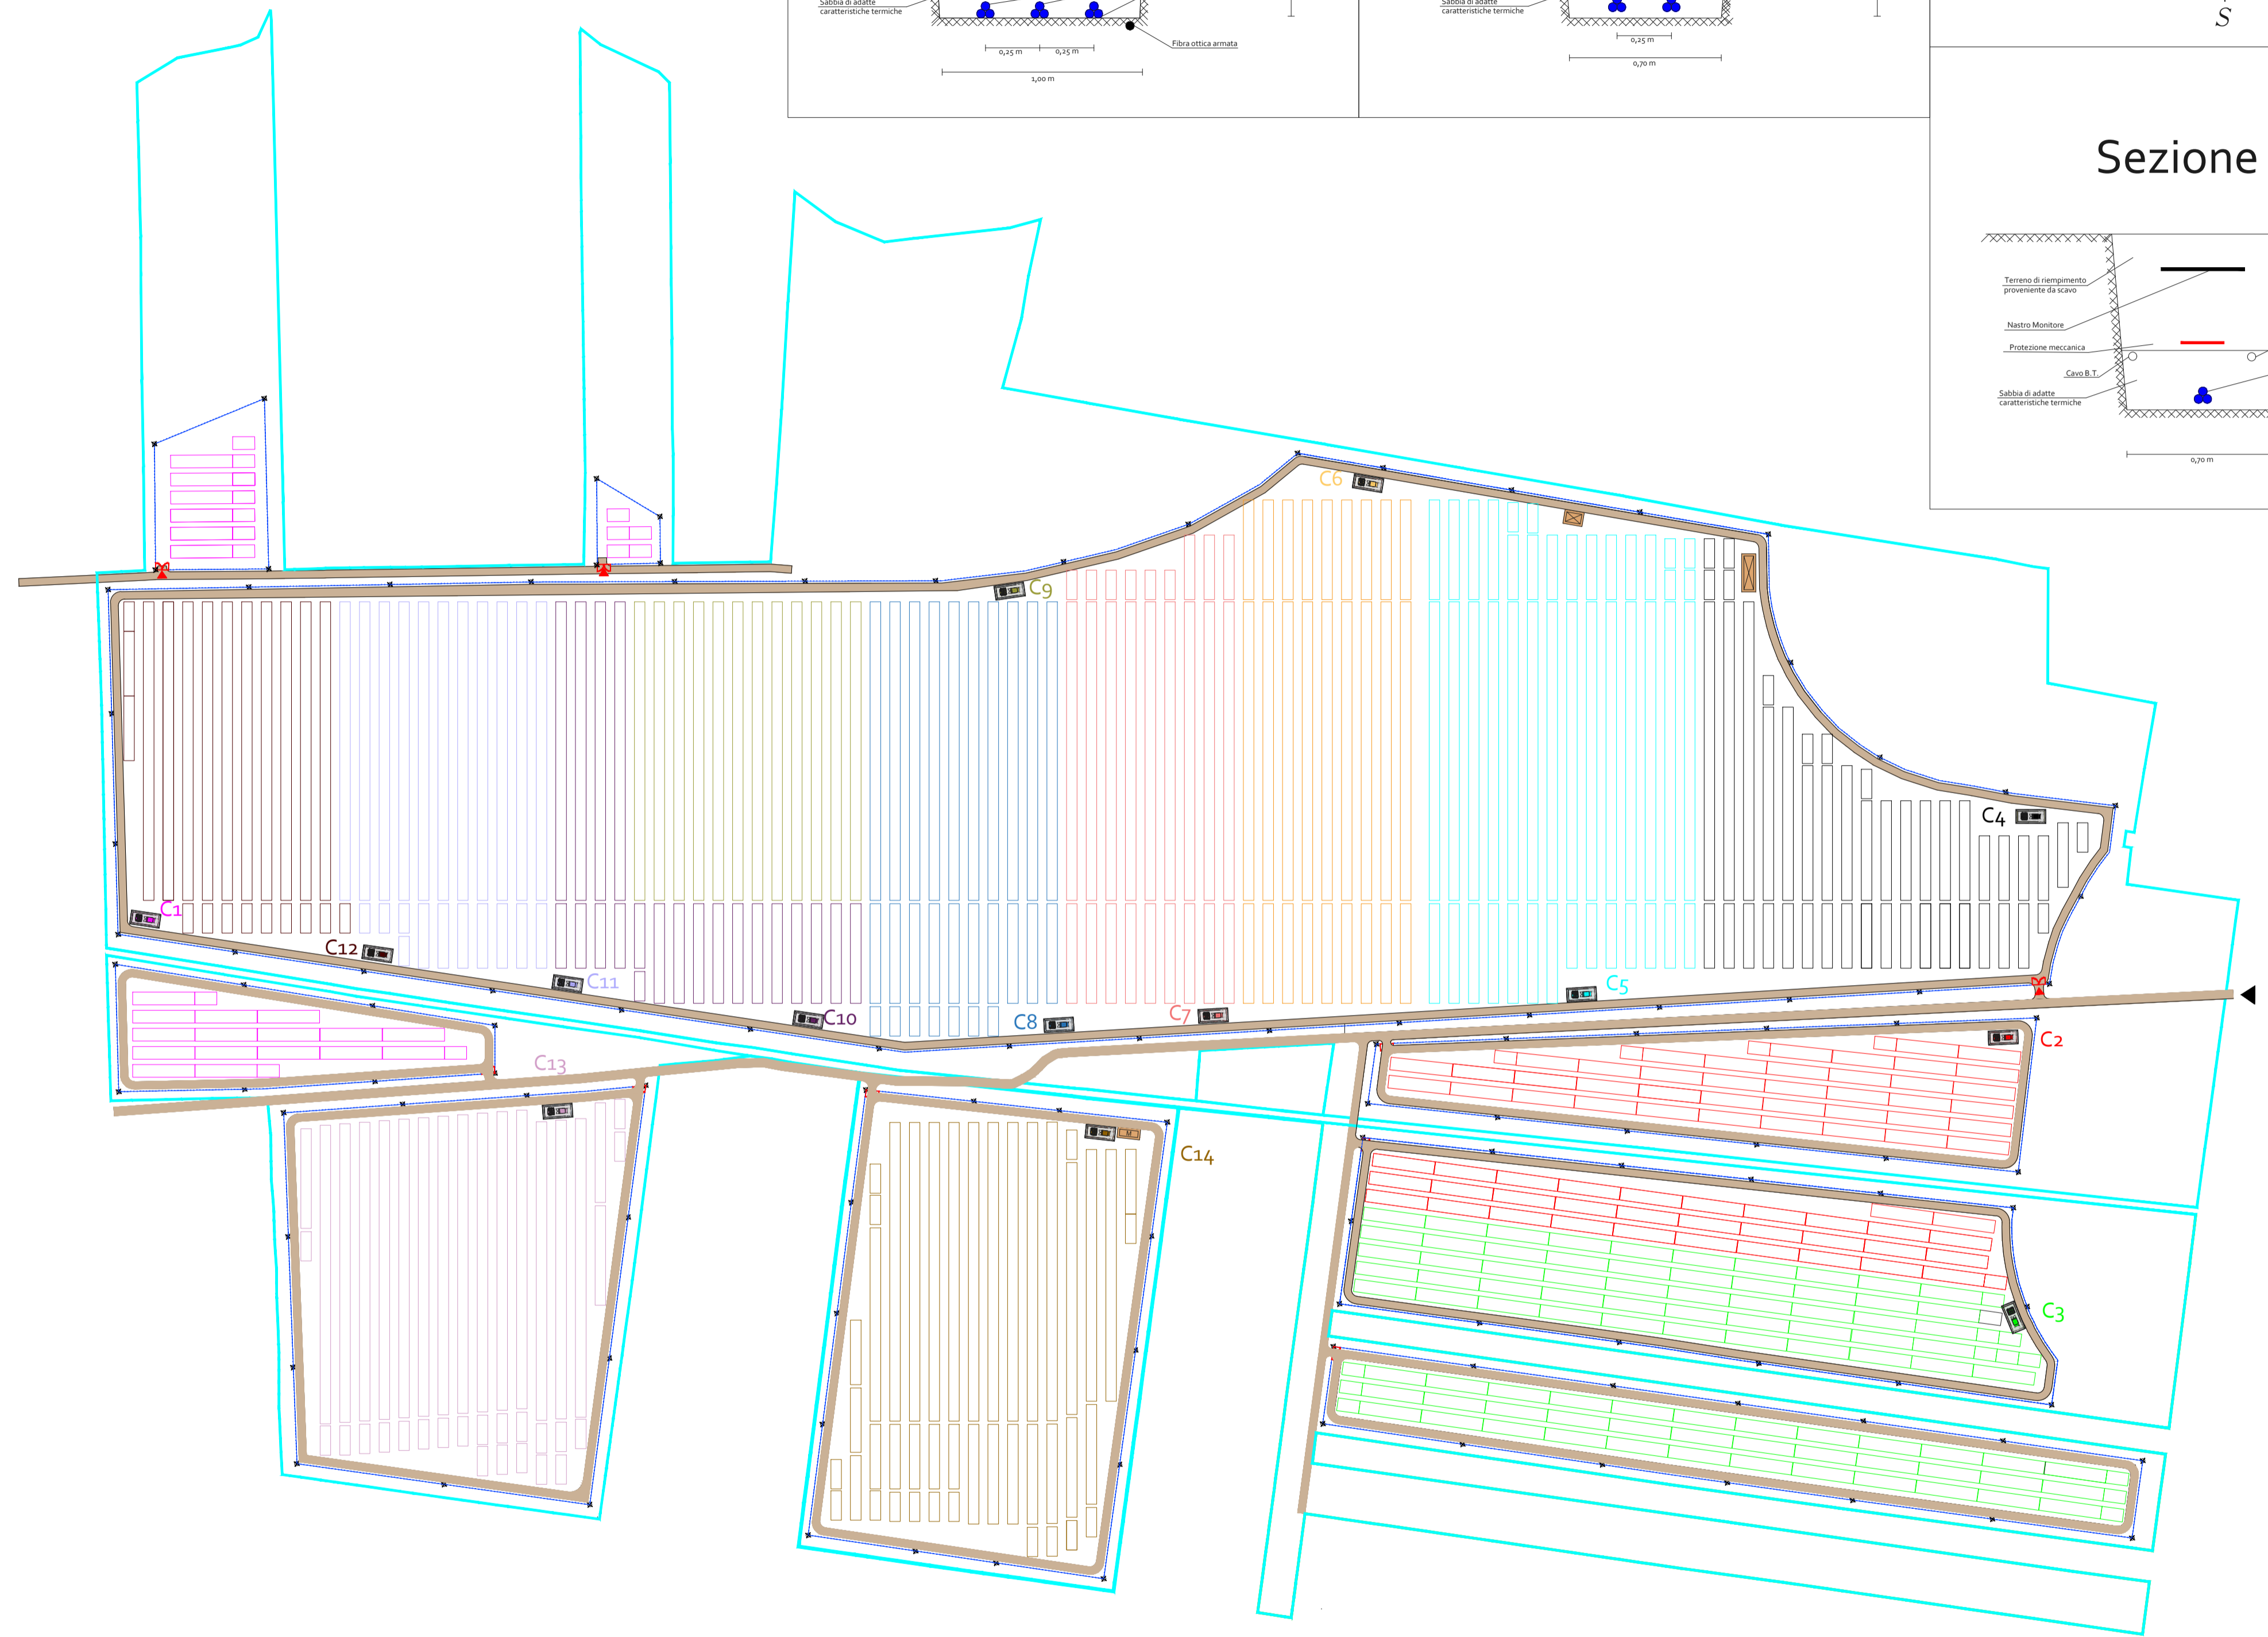 Sabbia di adatte
caratteristiche termiche
Fibra ottica armata
0,25 m
0,25 m
1,00 m
Sabbia di adatte
caratteristiche termiche
0,25 m
0,70 m
S
Sezione
Terreno di riempimento
proveniente da scavo
Nastro Monitore
Protezione meccanica
Cavo B.T.
Sabbia di adatte
caratteristiche termiche
0,70 m
C6
C9
C4
C1
C12
C11
C5
C10
C8
C7
C2
C13
C14
C3